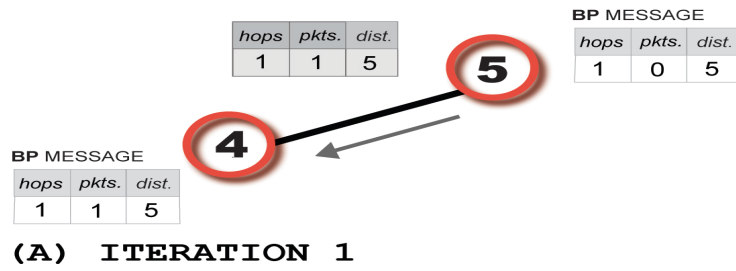 BP MESSAGE
hops pkts. dist.
1 0 5
hops pkts. dist.
1 1 5
5
4
BP MESSAGE
hops pkts. dist.
1 1 5
(A) ITERATION 1